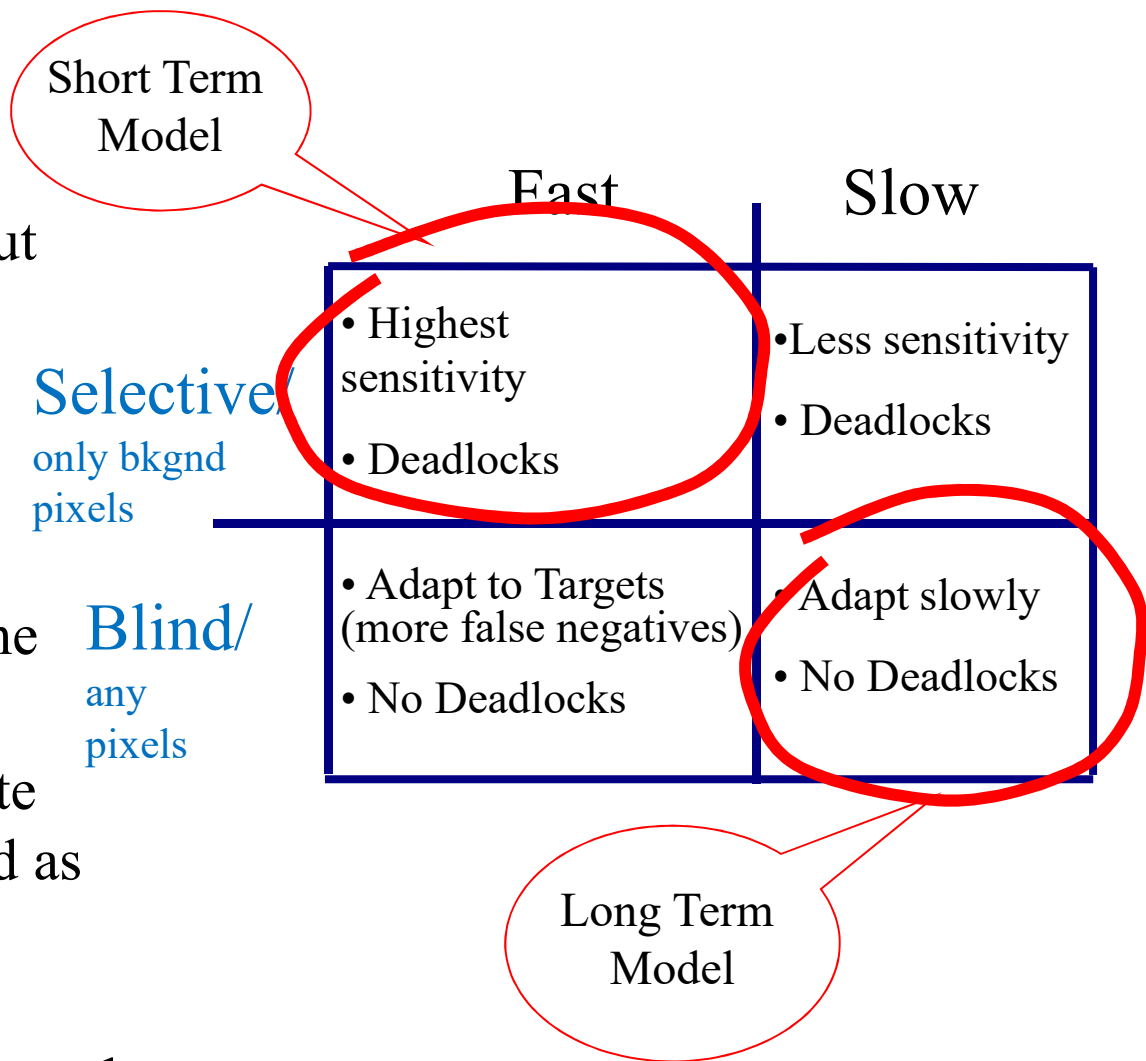 Short Term
Model
Fast
Slow
ut
• Highest
sensitivity
• Deadlocks
•Less sensitivity
• Deadlocks
Selective/
only bkgnd
pixels
• Adapt to Targets
(more false negatives)
• No Deadlocks
• Adapt slowly
• No Deadlocks
ne
Blind/
any
pixels
te
d as
Long Term
Model